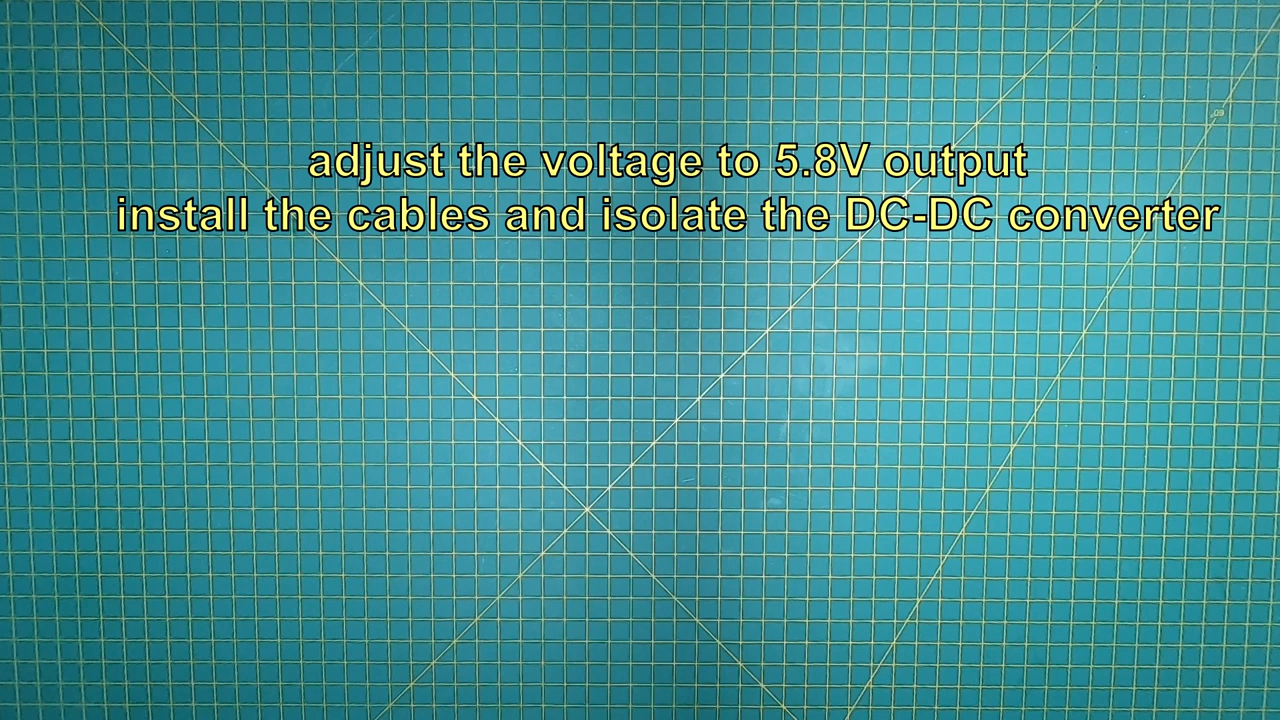 adjust the voltage to 5.8V output
install the cables and isolate the DC-DC converter